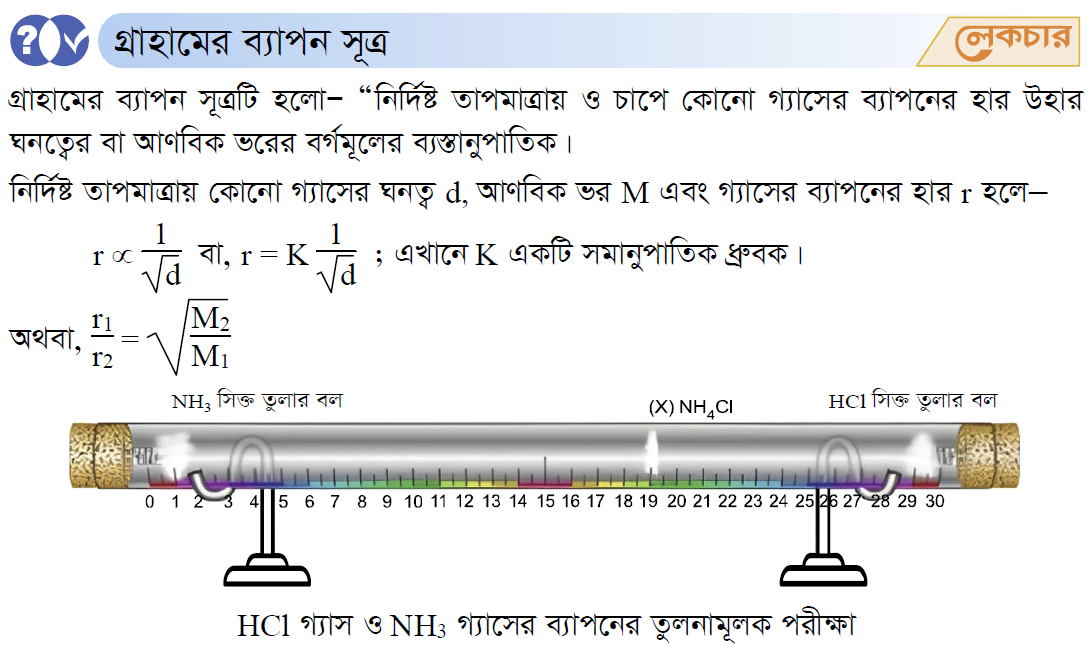 গ্রাহামের ব্যাপন সূত্র
লেকচার
গ্রাহামের ব্যাপন সূত্রটি হলো– “নির্দিষ্ট তাপমাত্রায় ও চাপে কোনো গ্যাসের ব্যাপনের হার উহার
ঘনত্বের বা আণবিক ভরের বর্গমূলের ব্যস্তানুপাতিক।
নির্দিষ্ট তাপমাত্রায় কোনো গ্যাসের ঘনত্ব d, আণবিক ভর M এবং গ্যাসের ব্যাপনের হার r হলে–
r ∝ 1/√d বা, r = K 1/√d ; এখানে K একটি সমানুপাতিক ধ্রুবক।
অথবা, r₁/r₂ = √(M₂/M₁)
NH₃ সিক্ত তুলার বল (X) NH₄Cl HCl সিক্ত তুলার বল
0 1 2 3 4 5 6 7 8 9 10 11 12 13 14 15 16 17 18 19 20 21 22 23 24 25 26 27 28 29 30
HCl গ্যাস ও NH₃ গ্যাসের ব্যাপনের তুলনামূলক পরীক্ষা